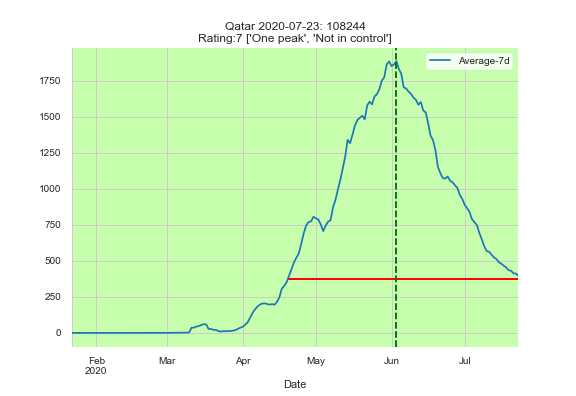 Qatar 2020-07-23: 108244
Rating:7 ['One peak', 'Not in control']
Average-7d
1750
1500
1250
1000
750
500
250
0
Feb
2020
Mar
Apr
May
Jun
Jul
Date